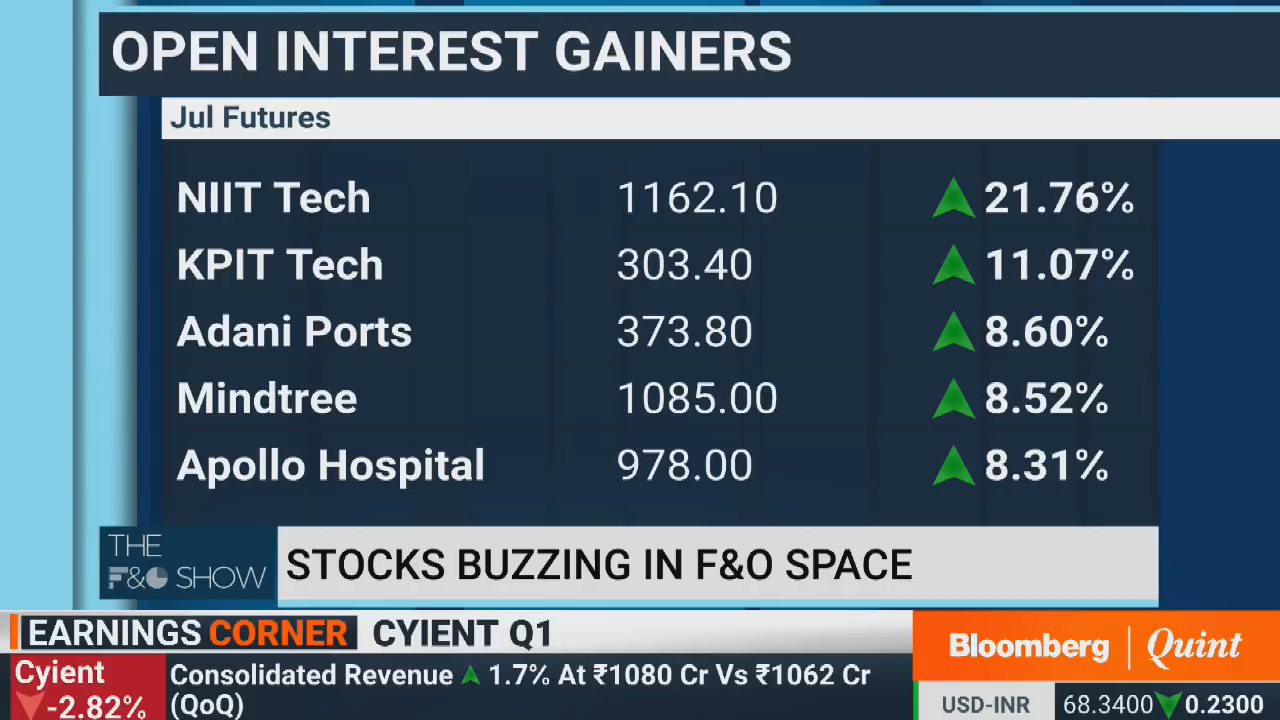 OPEN INTEREST GAINERS
Jul Futures
NIIT Tech 1162.10 21.76%
KPIT Tech 303.40 11.07%
Adani Ports 373.80 8.60%
Mindtree 1085.00 8.52%
Apollo Hospital 978.00 8.31%
THE
F&O SHOW
STOCKS BUZZING IN F&O SPACE
EARNINGS CORNER CYIENT Q1
Cyient
-2.82%
Consolidated Revenue 1.7% At ₹1080 Cr Vs ₹1062 Cr
(QoQ)
Bloomberg | Quint
USD-INR 68.3400 0.2300